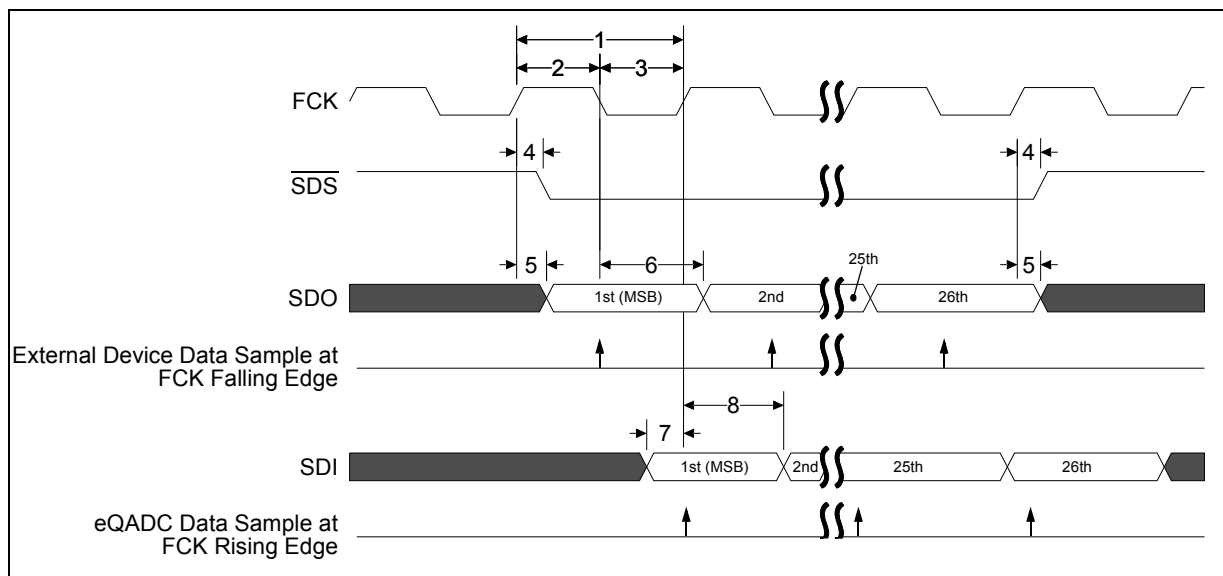 1
2
3
FCK
4
4
SDS
25th
5
6
5
SDO
1st (MSB)
2nd
26th
External Device Data Sample at
FCK Falling Edge
8
7
SDI
1st (MSB)
2nd
25th
26th
eQADC Data Sample at
FCK Rising Edge